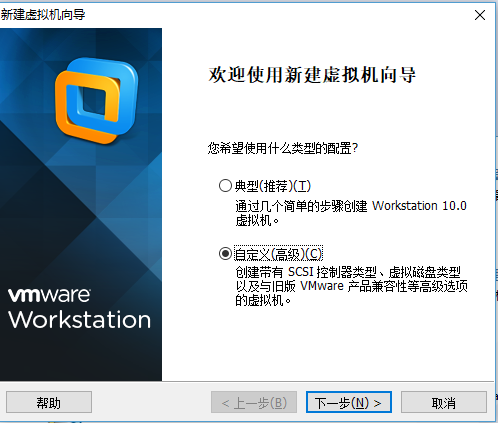 新建虚拟机向导
欢迎使用新建虚拟机向导
您希望使用什么类型的配置?
典型(推荐)(T)
通过几个简单的步骤创建 Workstation 10.0
虚拟机。
自定义(高级)(C)
创建带有 SCSI 控制器类型、虚拟磁盘类型
以及与旧版 VMware 产品兼容性等高级选项
的虚拟机。
vmware
Workstation
帮助
< 上一步(B)
下一步(N) >
取消